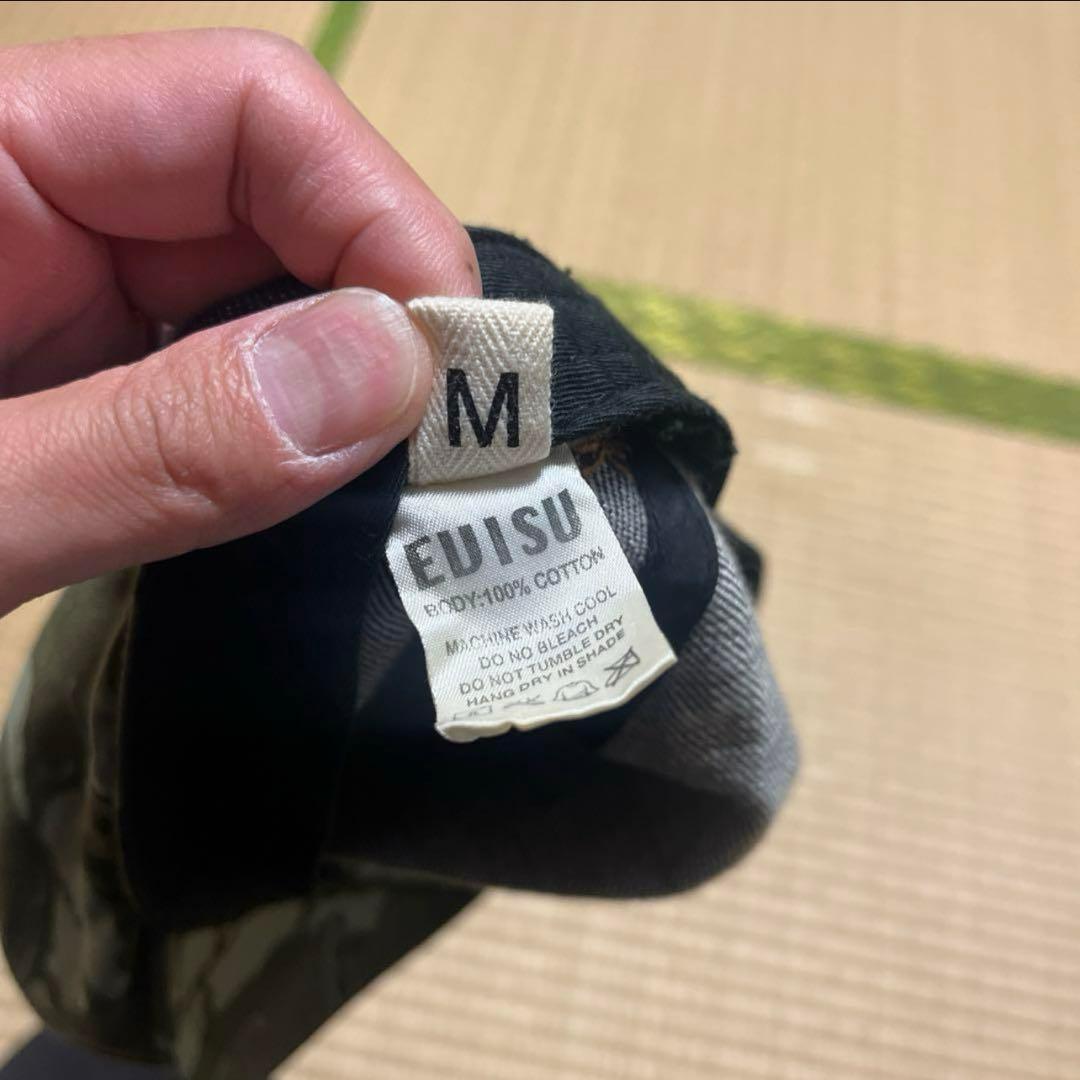 M
EVISU
BODY:100% COTTON
MACHINE WASH COOL
DO NO BLEACH
DO NOT TUMBLE DRY
HANG DRY IN SHADE